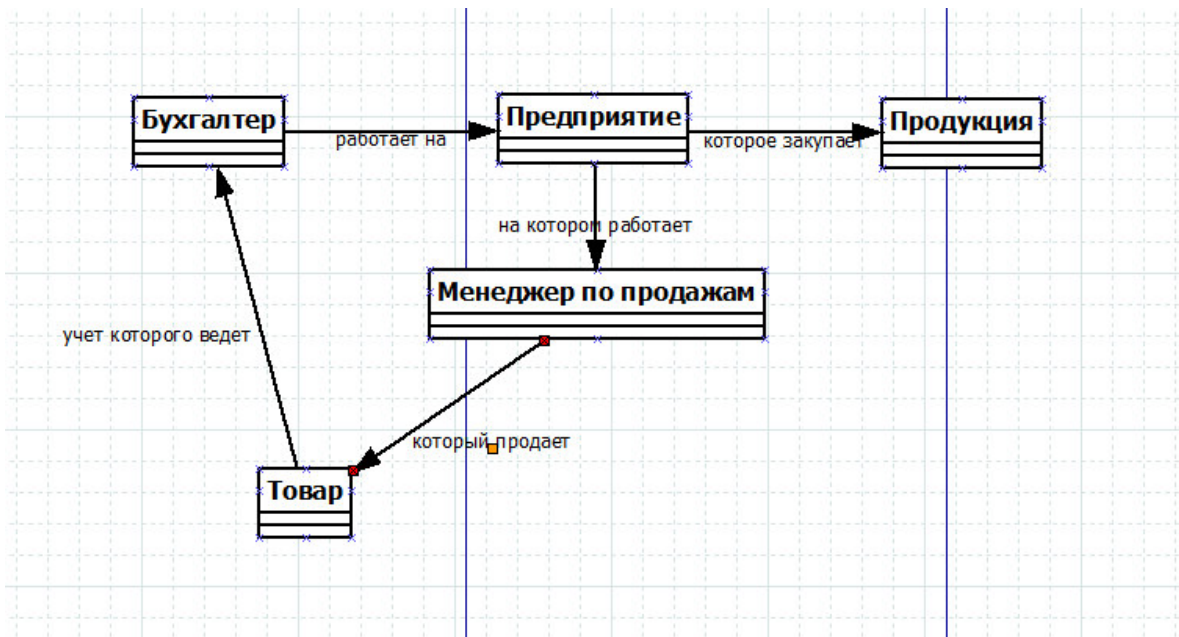 Бухгалтер
Предприятие
Продукция
работает на
которое закупает
на котором работает
Менеджер по продажам
учет которого ведет
который продает
Товар